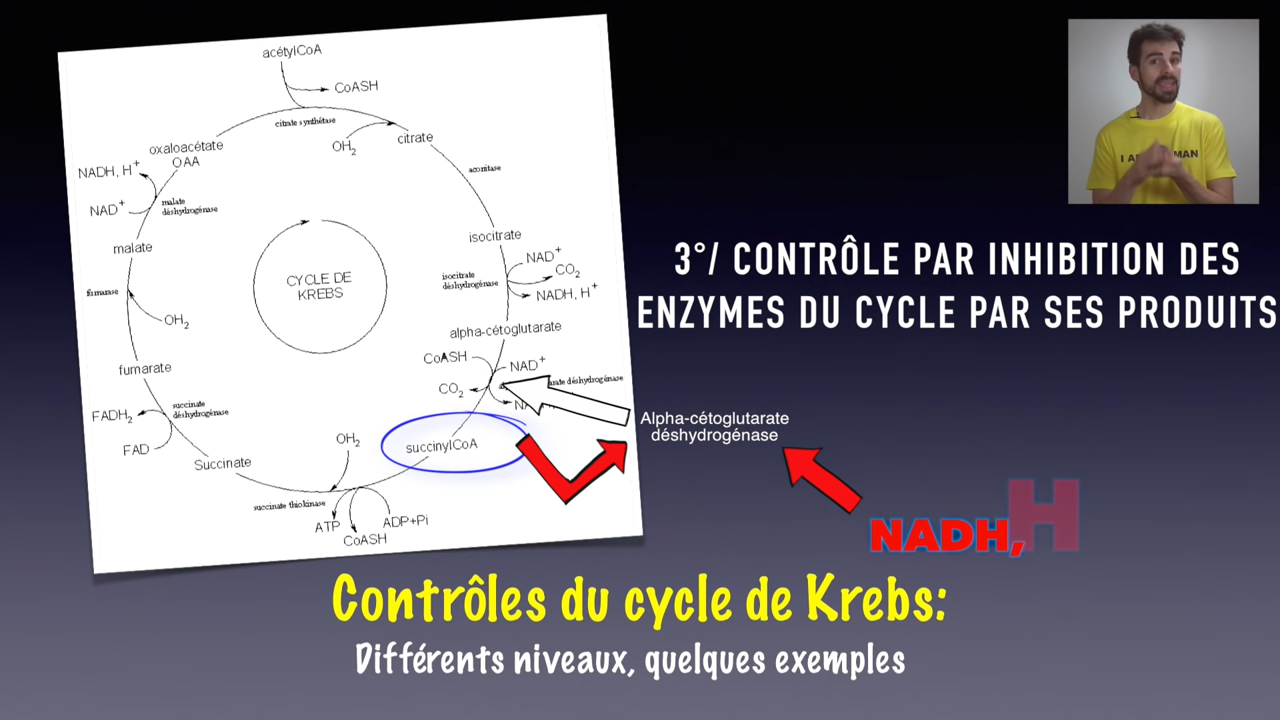 acétylCoA
CoASH
citrate synthétase
citrate
OH2
oxaloacétate
OAA
NADH, H+
NAD+
malate
déshydrogénase
malate
aconitase
isocitrate
isocitrate
déshydrogénase
NAD+
CO2
NADH, H+
CYCLE DE
KREBS
fumarase
OH2
alpha-cétoglutarate
CoASH
NAD+
déshydrogénase
CO2
fumarate
FADH2
succinate
déshydrogénase
FAD
succinylCoA
OH2
Succinate
succinate thiokinase
ATP
ADP+Pi
CoASH
3°/ CONTRÔLE PAR INHIBITION DES
ENZYMES DU CYCLE PAR SES PRODUITS
Alpha-cétoglutarate
déshydrogénase
NADH,H
Contrôles du cycle de Krebs:
Différents niveaux, quelques exemples